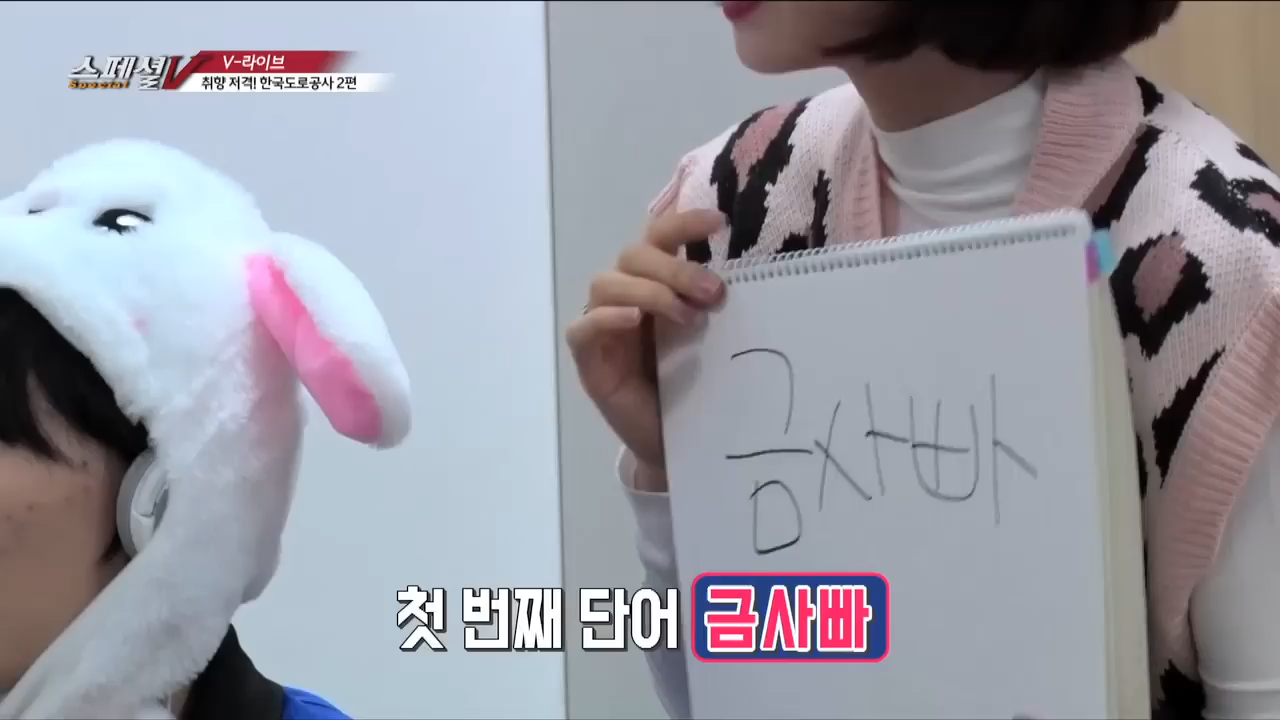 스페셜V
Special
V-라이브
취향 저격! 한국도로공사 2편
금사빠
첫 번째 단어 금사빠